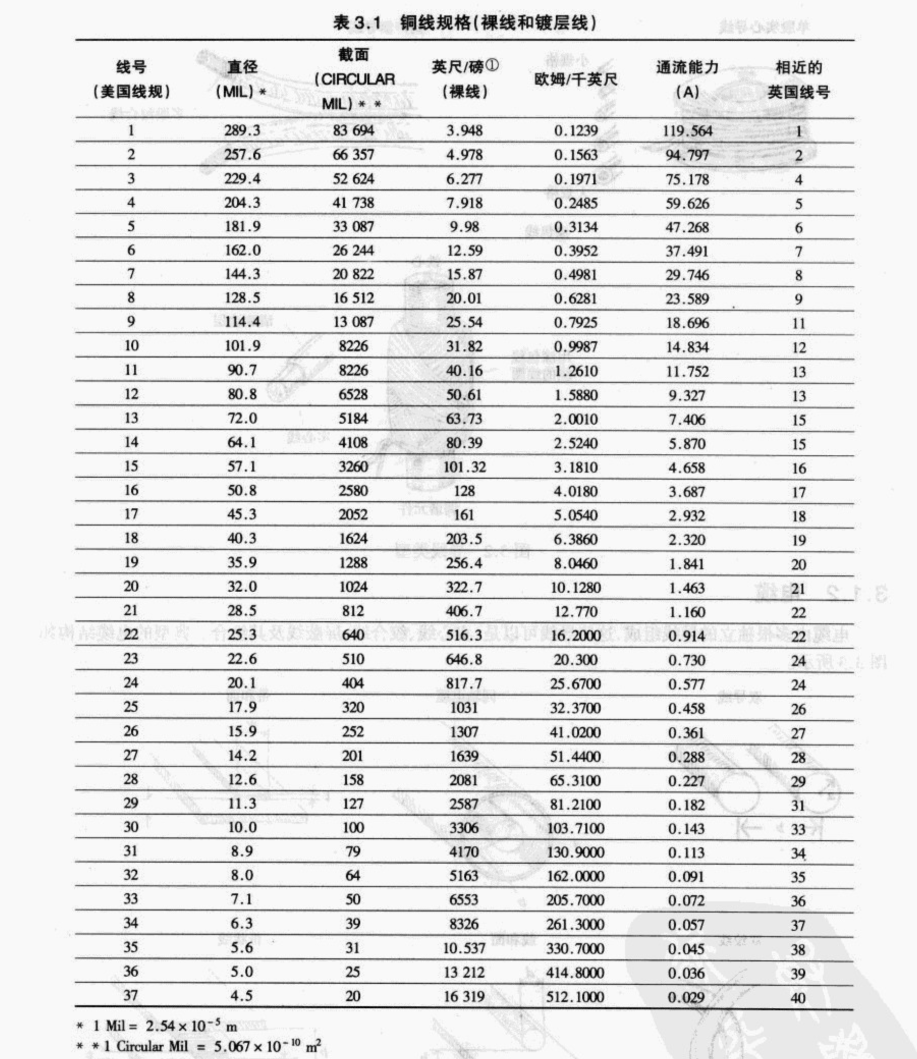 表 3.1 铜线规格(裸线和镀层线)
线号 (美国线规) 直径 (MIL) * 截面 (CIRCULAR MIL) * * 英尺/磅① (裸线) 欧姆/千英尺 通流能力 (A) 相近的 英国线号
1 289.3 83 694 3.948 0.1239 119.564 1
2 257.6 66 357 4.978 0.1563 94.797 2
3 229.4 52 624 6.277 0.1971 75.178 4
4 204.3 41 738 7.918 0.2485 59.626 5
5 181.9 33 087 9.98 0.3134 47.268 6
6 162.0 26 244 12.59 0.3952 37.491 7
7 144.3 20 822 15.87 0.4981 29.746 8
8 128.5 16 512 20.01 0.6281 23.589 9
9 114.4 13 087 25.54 0.7925 18.696 11
10 101.9 8226 31.82 0.9987 14.834 12
11 90.7 8226 40.16 1.2610 11.752 13
12 80.8 6528 50.61 1.5880 9.327 13
13 72.0 5184 63.73 2.0010 7.406 15
14 64.1 4108 80.39 2.5240 5.870 15
15 57.1 3260 101.32 3.1810 4.658 16
16 50.8 2580 128 4.0180 3.687 17
17 45.3 2052 161 5.0540 2.932 18
18 40.3 1624 203.5 6.3860 2.320 19
19 35.9 1288 256.4 8.0460 1.841 20
20 32.0 1024 322.7 10.1280 1.463 21
21 28.5 812 406.7 12.770 1.160 22
22 25.4 640 516.3 16.2000 0.914 22
23 22.6 510 646.8 20.300 0.730 24
24 20.1 404 817.7 25.6700 0.577 24
25 17.9 320 1031 32.3700 0.458 26
26 15.9 252 1307 41.0200 0.361 27
27 14.2 201 1639 51.4400 0.288 28
28 12.6 158 2081 65.3100 0.227 29
29 11.3 127 2587 81.2100 0.182 31
30 10.0 100 3306 103.7100 0.143 33
31 8.9 79 4170 130.9000 0.113 34
32 8.0 64 5163 162.0000 0.091 35
33 7.1 50 6553 205.7000 0.072 36
34 6.3 39 8326 261.3000 0.057 37
35 5.6 31 10.537 330.7000 0.045 38
36 5.0 25 13 212 414.8000 0.036 39
37 4.5 20 16 319 512.1000 0.029 40
* 1 Mil = 2.54 × 10⁻⁵ m
* * 1 Circular Mil = 5.067 × 10⁻¹⁰ m²